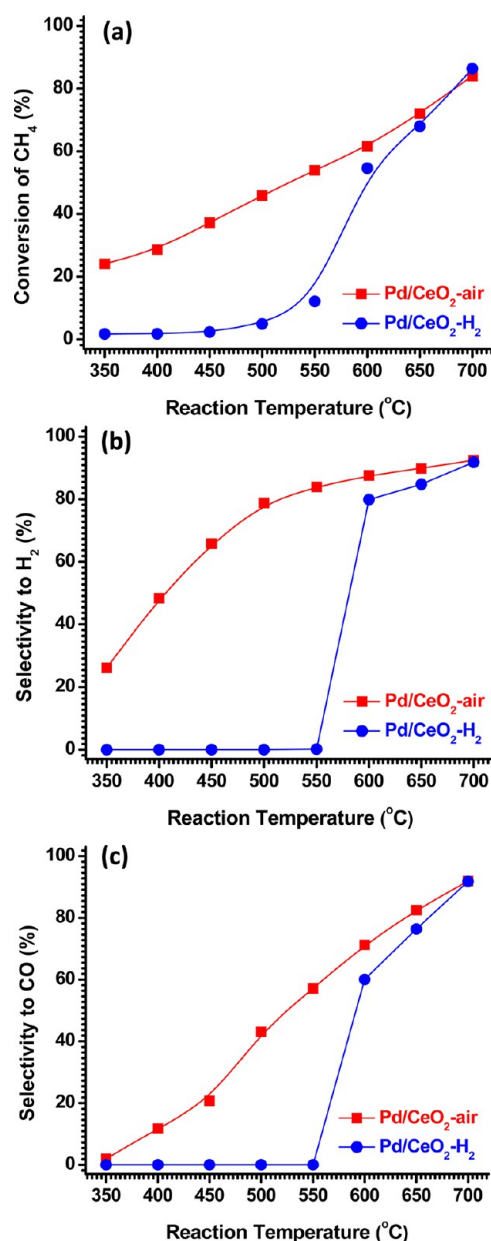 (a)
Conversion of CH₄ (%)
100
80
60
40
20
0
Pd/CeO₂-air
Pd/CeO₂-H₂
350 400 450 500 550 600 650 700
Reaction Temperature (°C)
(b)
Selectivity to H₂ (%)
100
80
60
40
20
0
Pd/CeO₂-air
Pd/CeO₂-H₂
350 400 450 500 550 600 650 700
Reaction Temperature (°C)
(c)
Selectivity to CO (%)
100
80
60
40
20
0
Pd/CeO₂-air
Pd/CeO₂-H₂
350 400 450 500 550 600 650 700
Reaction Temperature (°C)